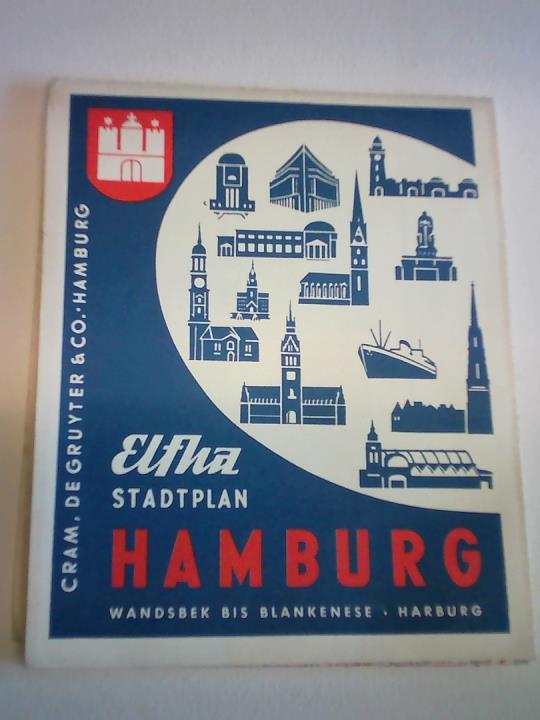 CRAM, DE GRUYTER & CO. · HAMBURG
Elfha
STADTPLAN
HAMBURG
WANDSBEK BIS BLANKENESE · HARBURG